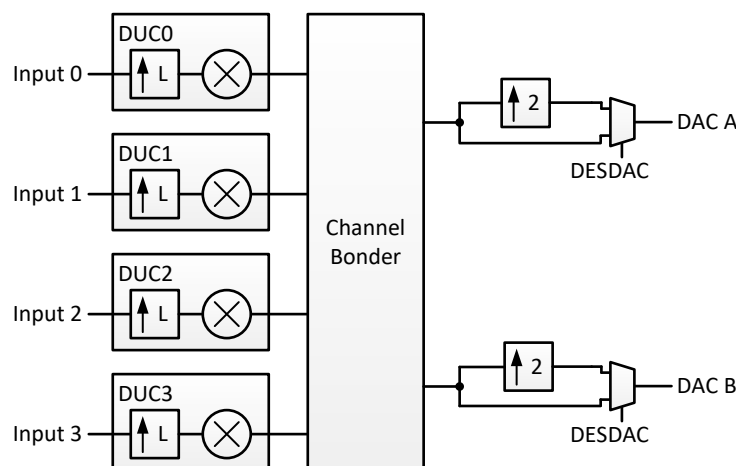 DUC0
Input 0
L
DUC1
Input 1
L
DUC2
Input 2
L
DUC3
Input 3
L
Channel
Bonder
2
DAC A
DESDAC
2
DAC B
DESDAC